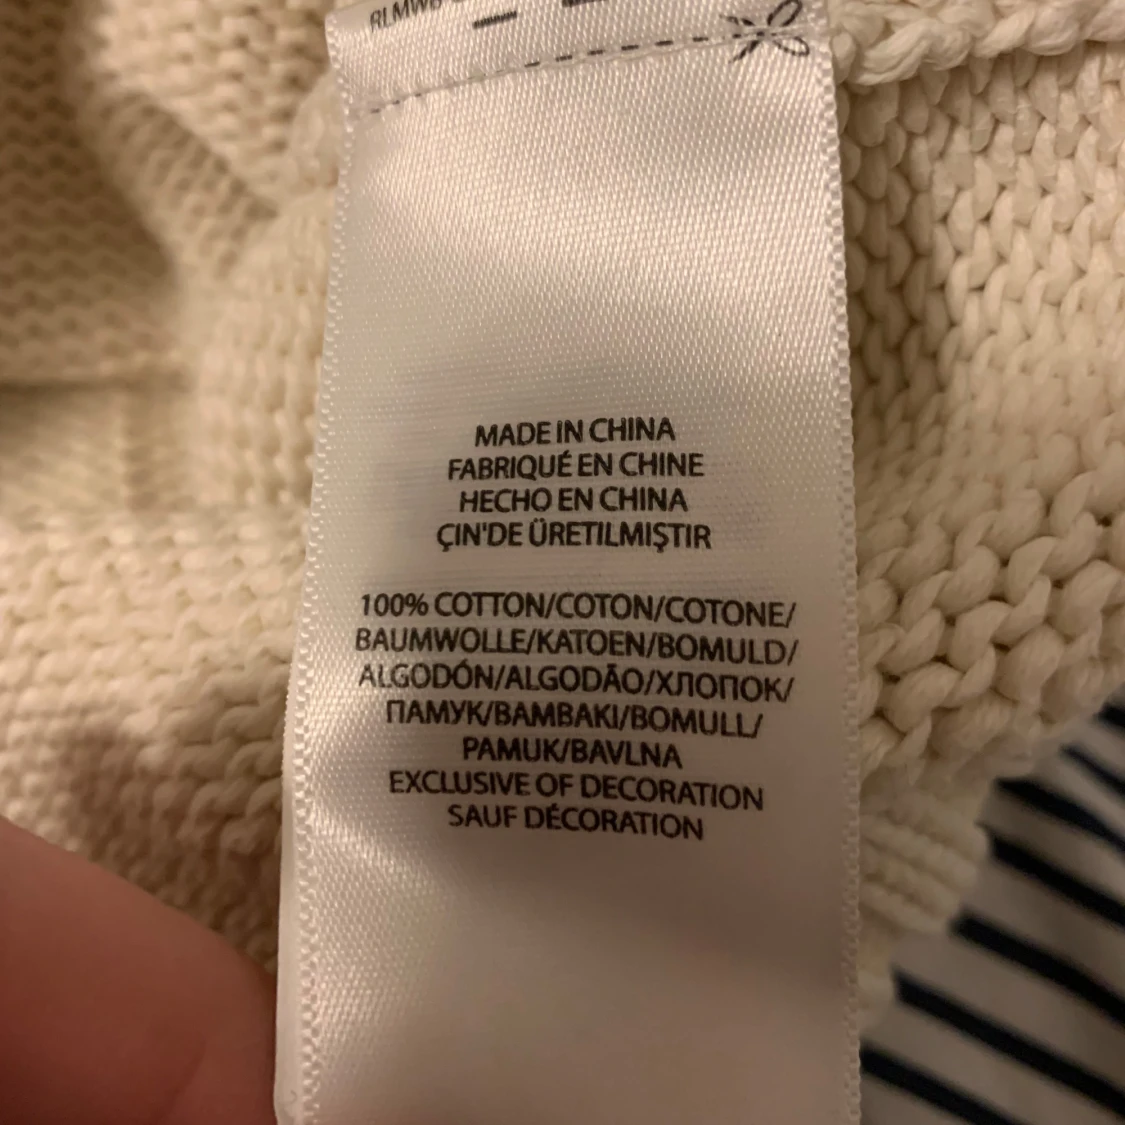 MADE IN CHINA
FABRIQUÉ EN CHINE
HECHO EN CHINA
ÇIN'DE ÜRETILMIŞTIR
100% COTTON/COTON/COTONE/
BAUMWOLLE/KATOEN/BOMULD/
ALGODÓN/ALGODÃO/ХЛОПОК/
ПАМУК/BAMBAKI/BOMULL/
PAMUK/BAVLNA
EXCLUSIVE OF DECORATION
SAUF DÉCORATION